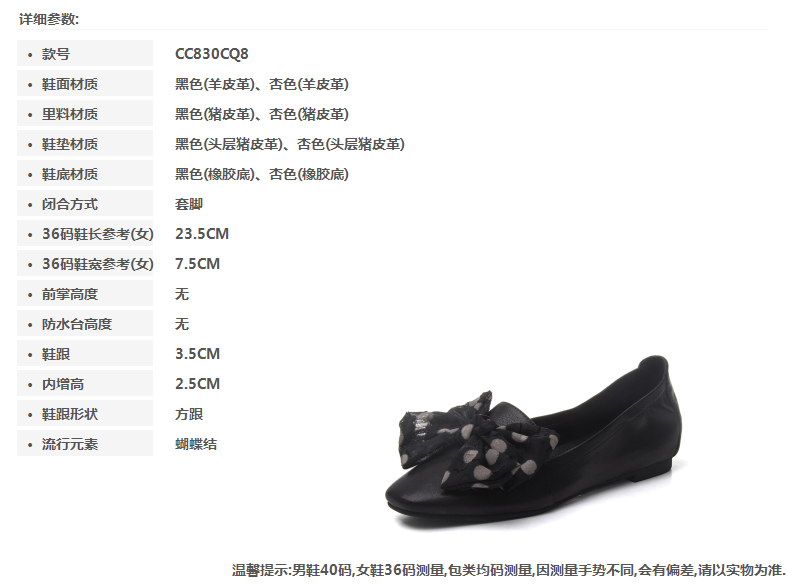 详细参数:
• 款号 CC830CQ8
• 鞋面材质 黑色(羊皮革)、杏色(羊皮革)
• 里料材质 黑色(猪皮革)、杏色(猪皮革)
• 鞋垫材质 黑色(头层猪皮革)、杏色(头层猪皮革)
• 鞋底材质 黑色(橡胶底)、杏色(橡胶底)
• 闭合方式 套脚
• 36码鞋长参考(女) 23.5CM
• 36码鞋宽参考(女) 7.5CM
• 前掌高度 无
• 防水台高度 无
• 鞋跟 3.5CM
• 内增高 2.5CM
• 鞋跟形状 方跟
• 流行元素 蝴蝶结
温馨提示:男鞋40码,女鞋36码测量,包类均码测量,因测量手势不同,会有偏差,请以实物为准.